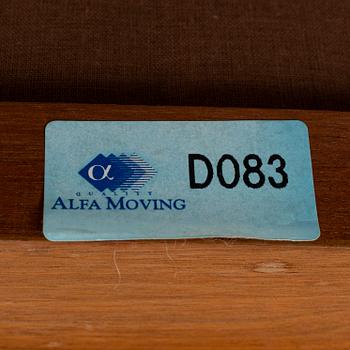 α
QUALITY
ALFA MOVING
D083